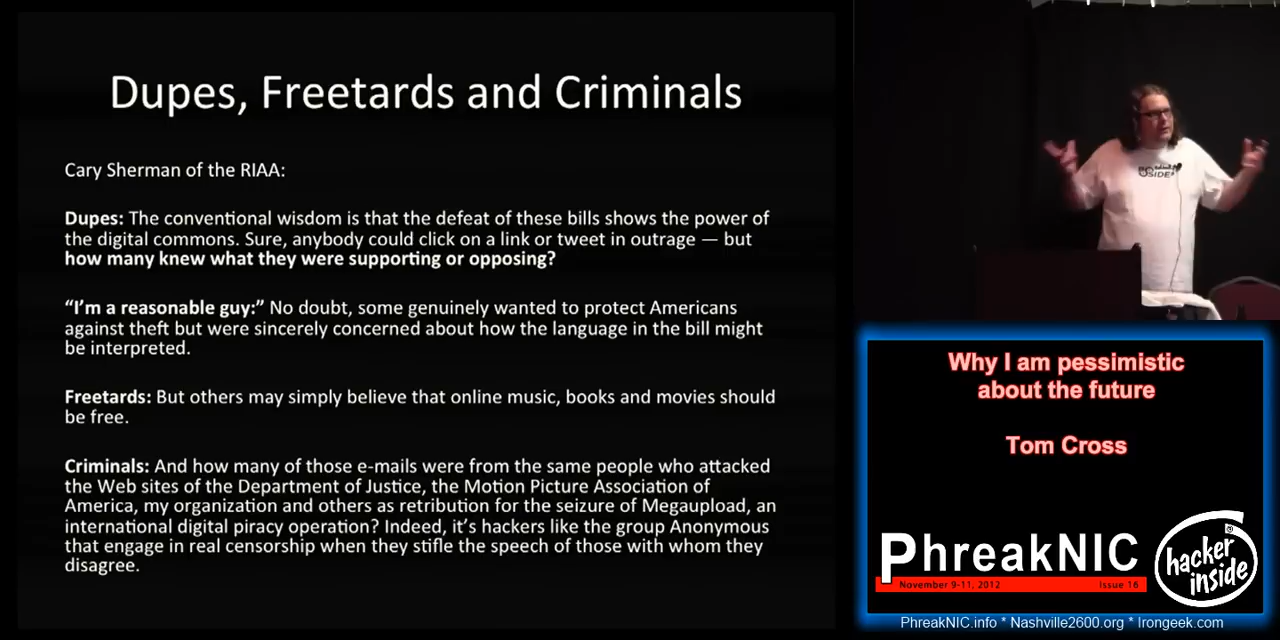 Dupes, Freetards and Criminals
Cary Sherman of the RIAA:
Dupes: The conventional wisdom is that the defeat of these bills shows the power of
the digital commons. Sure, anybody could click on a link or tweet in outrage — but
how many knew what they were supporting or opposing?
“I’m a reasonable guy:” No doubt, some genuinely wanted to protect Americans
against theft but were sincerely concerned about how the language in the bill might
be interpreted.
Freetards: But others may simply believe that online music, books and movies should
be free.
Criminals: And how many of those e-mails were from the same people who attacked
the Web sites of the Department of Justice, the Motion Picture Association of
America, my organization and others as retribution for the seizure of Megaupload, an
international digital piracy operation? Indeed, it’s hackers like the group Anonymous
that engage in real censorship when they stifle the speech of those with whom they
disagree.
Why I am pessimistic
about the future
Tom Cross
PhreakNIC
November 9-11, 2012 Issue 16
hacker
inside
PhreakNIC.info * Nashville2600.org * Irongeek.com